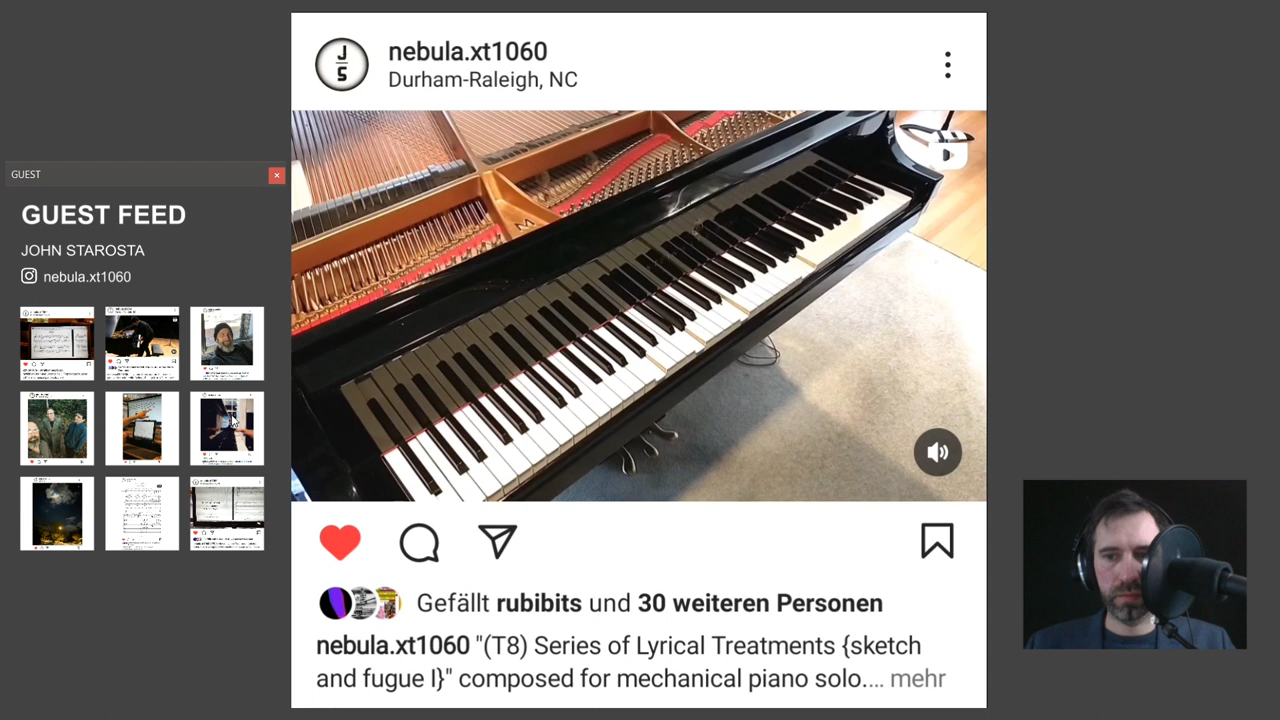 GUEST
GUEST FEED
JOHN STAROSTA
nebula.xt1060
J
S
nebula.xt1060
Durham-Raleigh, NC
Gefällt rubibits und 30 weiteren Personen
nebula.xt1060 "(T8) Series of Lyrical Treatments {sketch
and fugue I}" composed for mechanical piano solo.... mehr